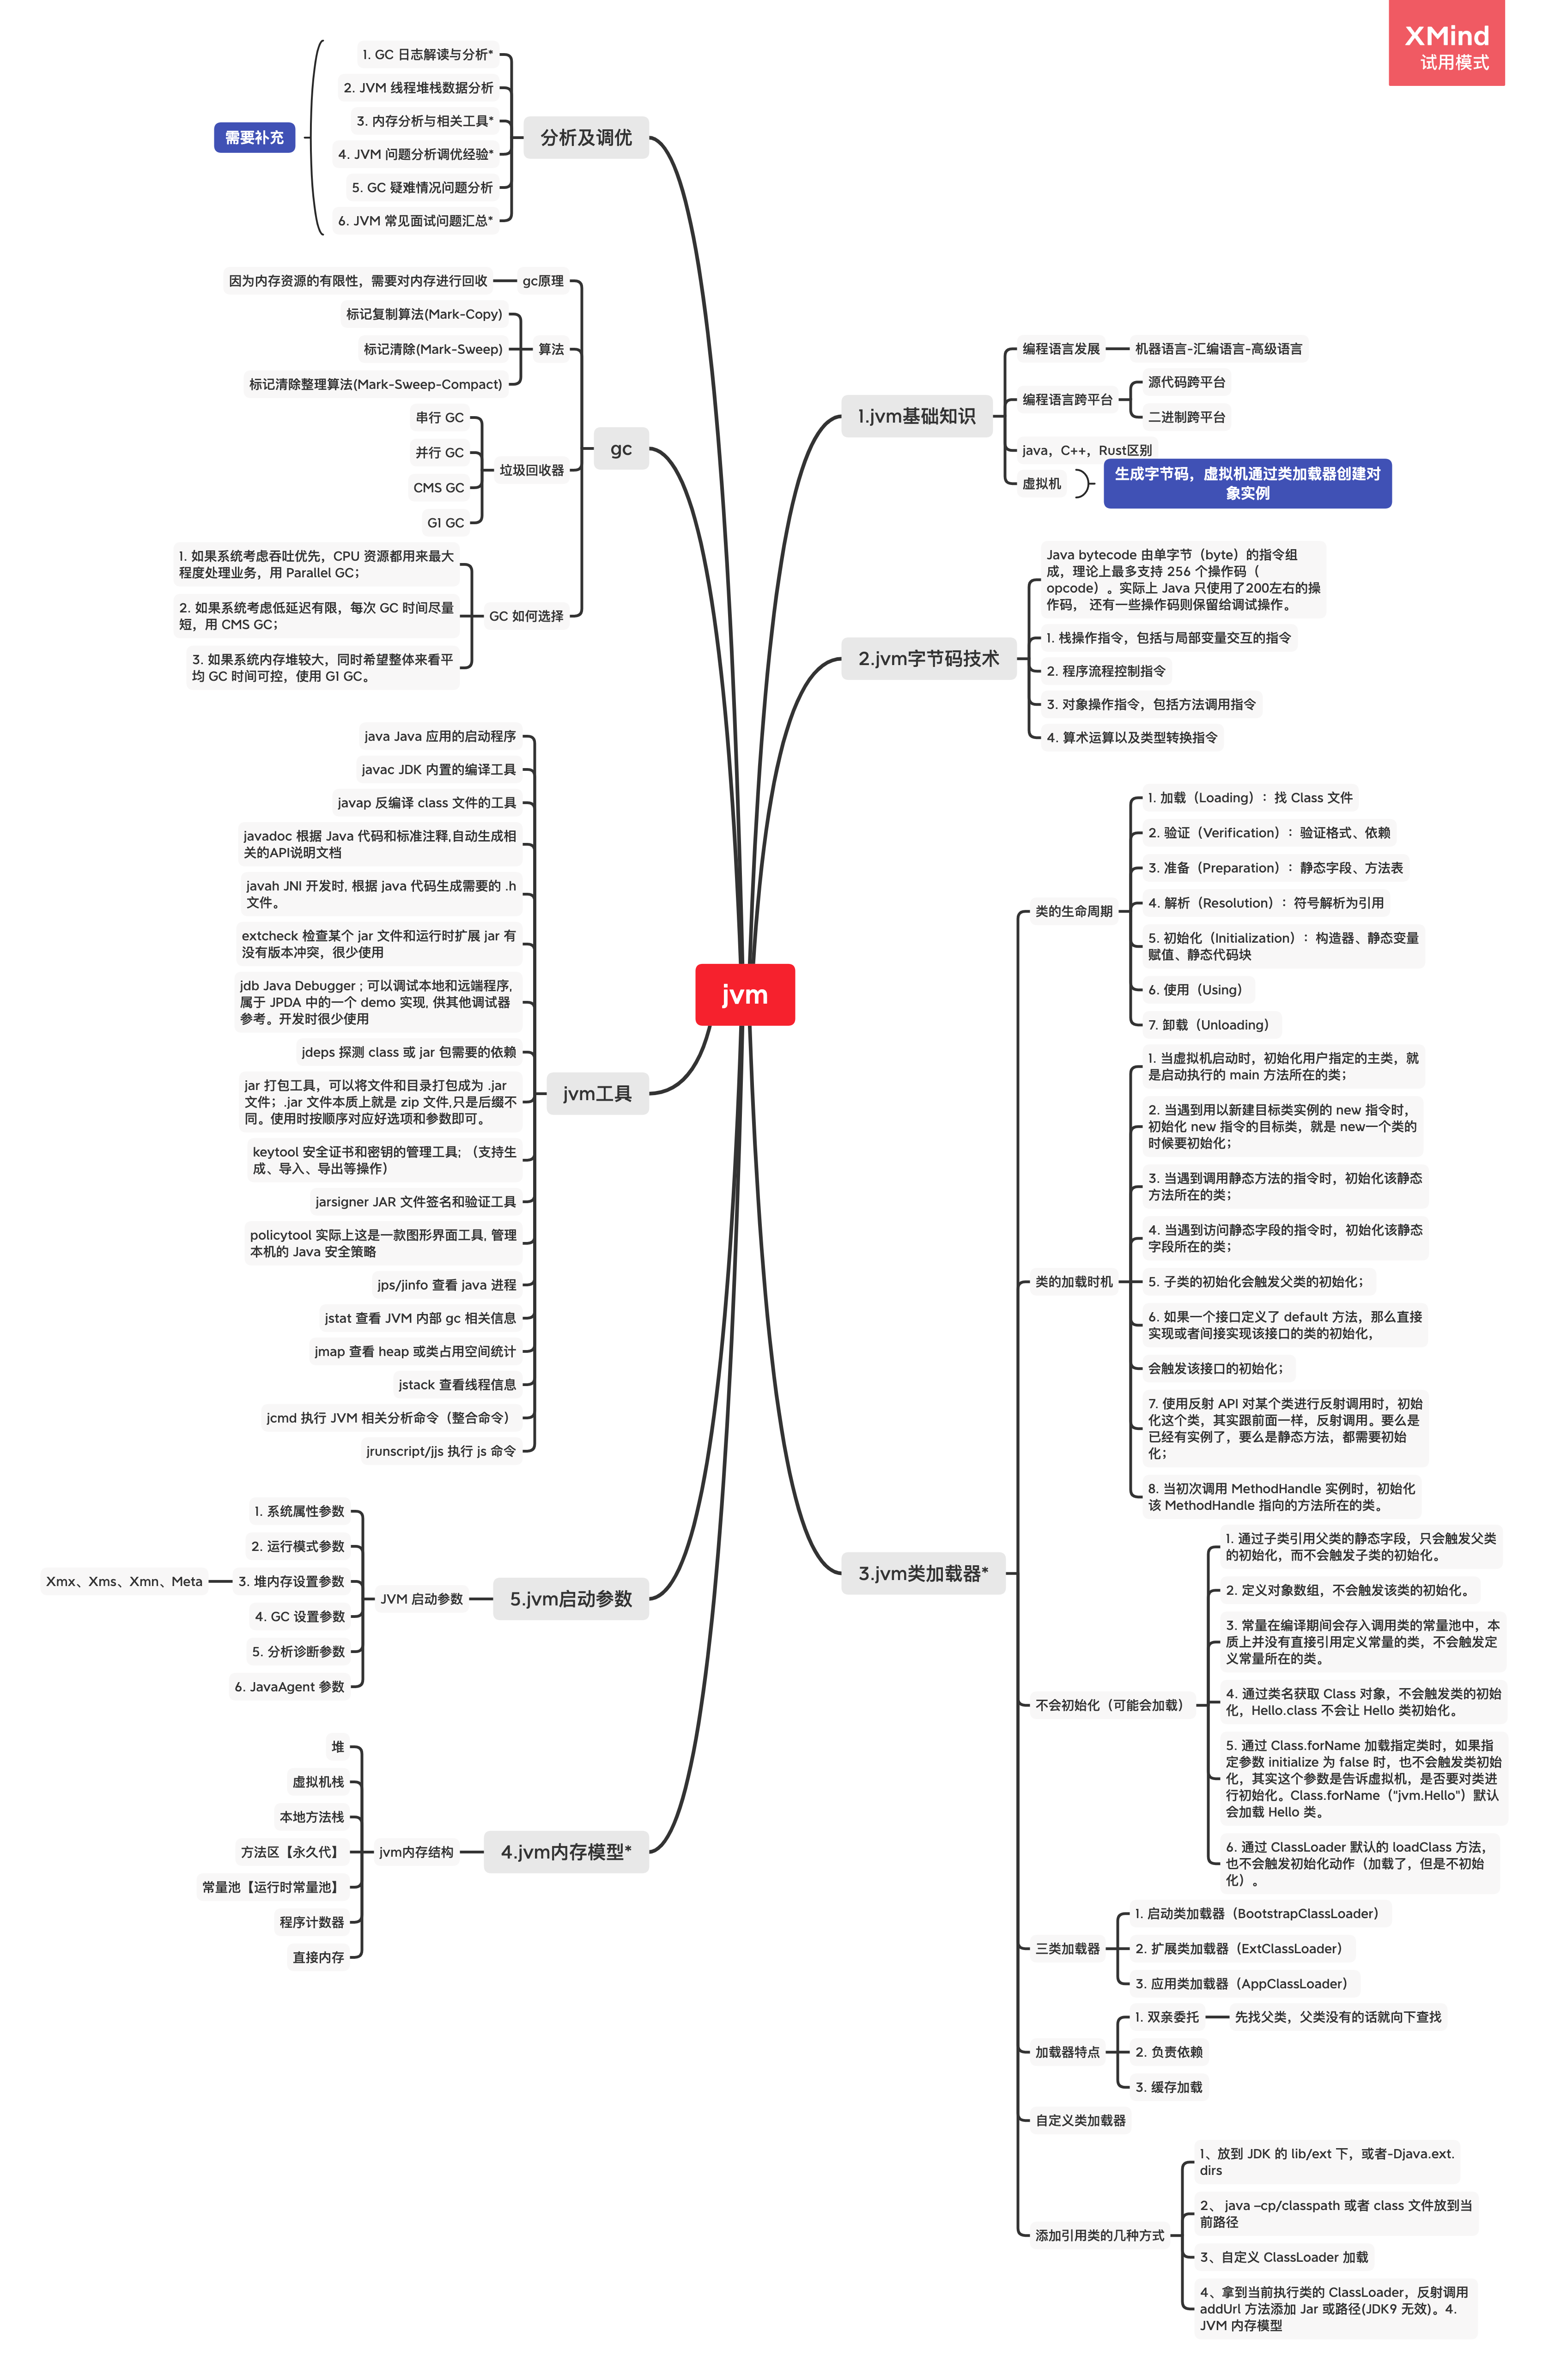 XMind
试用模式
jvm
1.jvm基础知识
编程语言发展
机器语言-汇编语言-高级语言
编程语言跨平台
源代码跨平台
二进制跨平台
java，C++，Rust区别
虚拟机
生成字节码，虚拟机通过类加载器创建对
象实例
2.jvm字节码技术
Java bytecode 由单字节（byte）的指令组
成，理论上最多支持 256 个操作码（
opcode）。实际上 Java 只使用了200左右的操
作码， 还有一些操作码则保留给调试操作。
1. 栈操作指令，包括与局部变量交互的指令
2. 程序流程控制指令
3. 对象操作指令，包括方法调用指令
4. 算术运算以及类型转换指令
3.jvm类加载器*
类的生命周期
1. 加载（Loading）：找 Class 文件
2. 验证（Verification）：验证格式、依赖
3. 准备（Preparation）：静态字段、方法表
4. 解析（Resolution）：符号解析为引用
5. 初始化（Initialization）：构造器、静态变量
赋值、静态代码块
6. 使用（Using）
7. 卸载（Unloading）
类的加载时机
1. 当虚拟机启动时，初始化用户指定的主类，就
是启动执行的 main 方法所在的类；
2. 当遇到用以新建目标类实例的 new 指令时，
初始化 new 指令的目标类，就是 new一个类的
时候要初始化；
3. 当遇到调用静态方法的指令时，初始化该静态
方法所在的类；
4. 当遇到访问静态字段的指令时，初始化该静态
字段所在的类；
5. 子类的初始化会触发父类的初始化；
6. 如果一个接口定义了 default 方法，那么直接
实现或者间接实现该接口的类的初始化，
会触发该接口的初始化；
7. 使用反射 API 对某个类进行反射调用时，初始
化这个类，其实跟前面一样，反射调用。要么是
已经有实例了，要么是静态方法，都需要初始
化；
8. 当初次调用 MethodHandle 实例时，初始化
该 MethodHandle 指向的方法所在的类。
不会初始化（可能会加载）
1. 通过子类引用父类的静态字段，只会触发父类
的初始化，而不会触发子类的初始化。
2. 定义对象数组，不会触发该类的初始化。
3. 常量在编译期间会存入调用类的常量池中，本
质上并没有直接引用定义常量的类，不会触发定
义常量所在的类。
4. 通过类名获取 Class 对象，不会触发类的初始
化，Hello.class 不会让 Hello 类初始化。
5. 通过 Class.forName 加载指定类时，如果指
定参数 initialize 为 false 时，也不会触发类初始
化，其实这个参数是告诉虚拟机，是否要对类进
行初始化。Class.forName（"jvm.Hello"）默认
会加载 Hello 类。
6. 通过 ClassLoader 默认的 loadClass 方法，
也不会触发初始化动作（加载了，但是不初始
化）。
三类加载器
1. 启动类加载器（BootstrapClassLoader）
2. 扩展类加载器（ExtClassLoader）
3. 应用类加载器（AppClassLoader）
加载器特点
1. 双亲委托
先找父类，父类没有的话就向下查找
2. 负责依赖
3. 缓存加载
自定义类加载器
添加引用类的几种方式
1、放到 JDK 的 lib/ext 下，或者-Djava.ext.
dirs
2、 java –cp/classpath 或者 class 文件放到当
前路径
3、自定义 ClassLoader 加载
4、拿到当前执行类的 ClassLoader，反射调用
addUrl 方法添加 Jar 或路径(JDK9 无效)。4.
JVM 内存模型
4.jvm内存模型*
jvm内存结构
堆
虚拟机栈
本地方法栈
方法区【永久代】
常量池【运行时常量池】
程序计数器
直接内存
5.jvm启动参数
JVM 启动参数
1. 系统属性参数
2. 运行模式参数
3. 堆内存设置参数
Xmx、Xms、Xmn、Meta
4. GC 设置参数
5. 分析诊断参数
6. JavaAgent 参数
jvm工具
java Java 应用的启动程序
javac JDK 内置的编译工具
javap 反编译 class 文件的工具
javadoc 根据 Java 代码和标准注释,自动生成相
关的API说明文档
javah JNI 开发时, 根据 java 代码生成需要的 .h
文件。
extcheck 检查某个 jar 文件和运行时扩展 jar 有
没有版本冲突，很少使用
jdb Java Debugger ; 可以调试本地和远端程序,
属于 JPDA 中的一个 demo 实现, 供其他调试器
参考。开发时很少使用
jdeps 探测 class 或 jar 包需要的依赖
jar 打包工具，可以将文件和目录打包成为 .jar
文件；.jar 文件本质上就是 zip 文件,只是后缀不
同。使用时按顺序对应好选项和参数即可。
keytool 安全证书和密钥的管理工具; （支持生
成、导入、导出等操作）
jarsigner JAR 文件签名和验证工具
policytool 实际上这是一款图形界面工具, 管理
本机的 Java 安全策略
jps/jinfo 查看 java 进程
jstat 查看 JVM 内部 gc 相关信息
jmap 查看 heap 或类占用空间统计
jstack 查看线程信息
jcmd 执行 JVM 相关分析命令（整合命令）
jrunscript/jjs 执行 js 命令
gc
gc原理
因为内存资源的有限性，需要对内存进行回收
算法
标记复制算法(Mark-Copy)
标记清除(Mark-Sweep)
标记清除整理算法(Mark-Sweep-Compact)
垃圾回收器
串行 GC
并行 GC
CMS GC
G1 GC
GC 如何选择
1. 如果系统考虑吞吐优先，CPU 资源都用来最大
程度处理业务，用 Parallel GC；
2. 如果系统考虑低延迟有限，每次 GC 时间尽量
短，用 CMS GC；
3. 如果系统内存堆较大，同时希望整体来看平
均 GC 时间可控，使用 G1 GC。
分析及调优
1. GC 日志解读与分析*
2. JVM 线程堆栈数据分析
3. 内存分析与相关工具*
4. JVM 问题分析调优经验*
5. GC 疑难情况问题分析
6. JVM 常见面试问题汇总*
需要补充